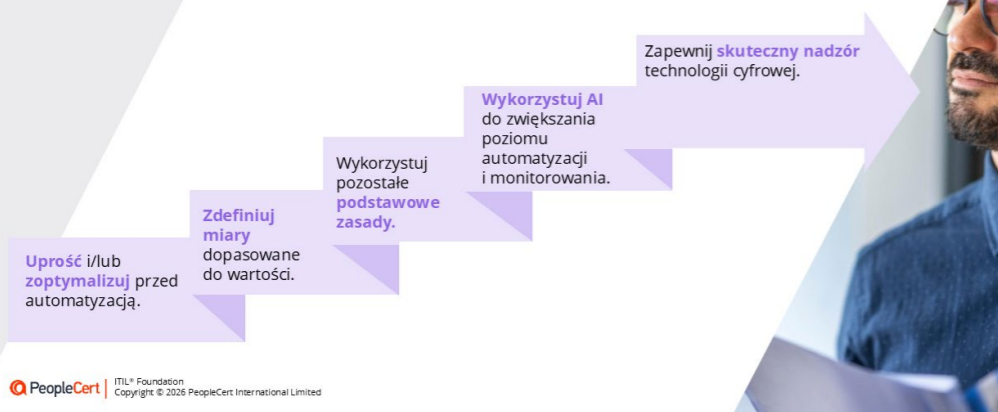 Uprość i/lub
zoptymalizuj przed
automatyzacją.
Zdefiniuj
miary
dopasowane
do wartości.
Wykorzystuj
pozostałe
podstawowe
zasady.
Wykorzystuj AI
do zwiększania
poziomu
automatyzacji
i monitorowania.
Zapewnij skuteczny nadzór
technologii cyfrowej.
PeopleCert
ITIL® Foundation
Copyright © 2026 PeopleCert International Limited